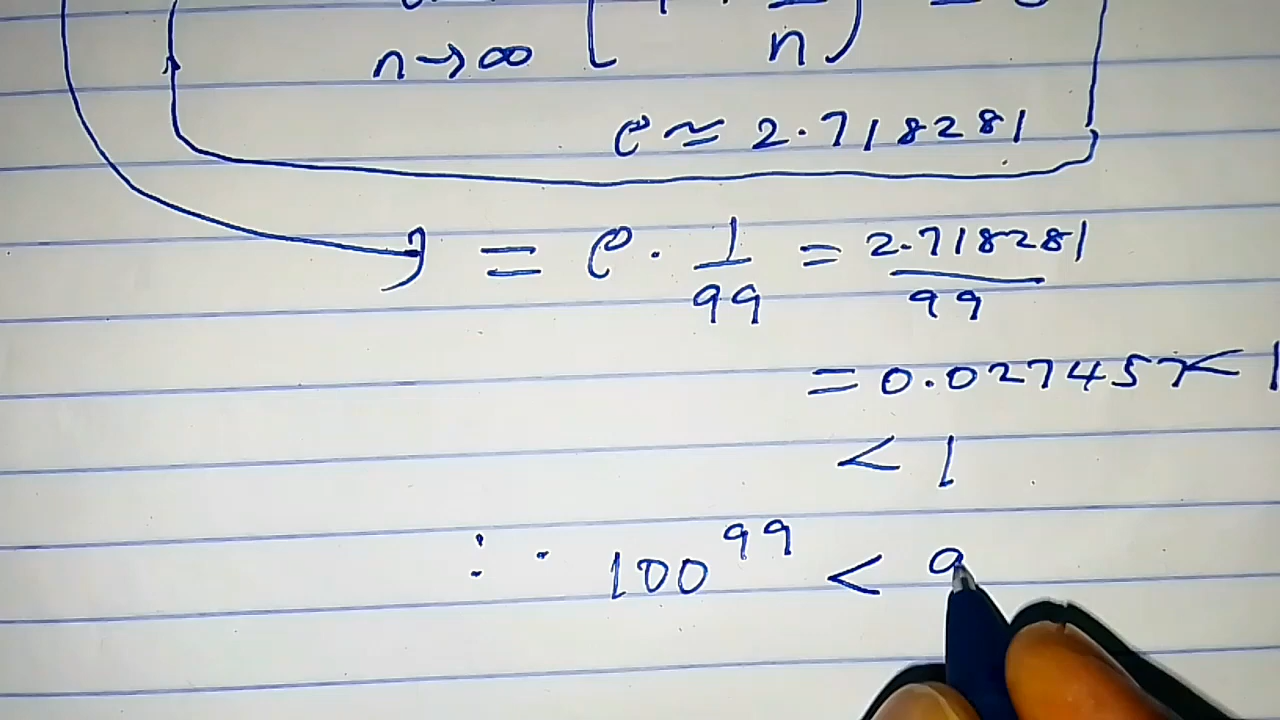 n→∞ n
e ≈ 2.718281
= e · 1/99 = 2.718281/99
= 0.027457 < 1
< 1
∴ 100^99 < 9